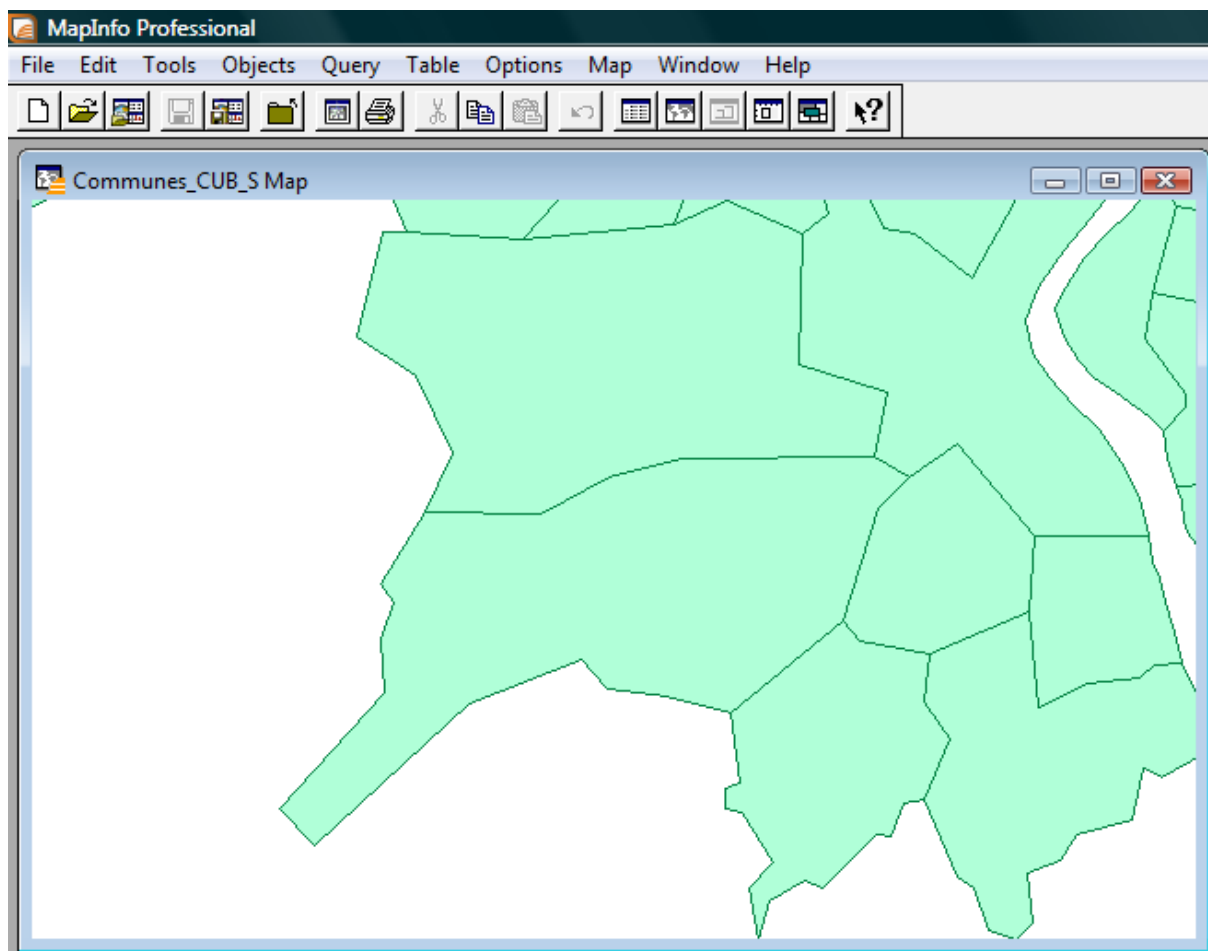 MapInfo Professional
File Edit Tools Objects Query Table Options Map Window Help
Communes_CUB_S Map